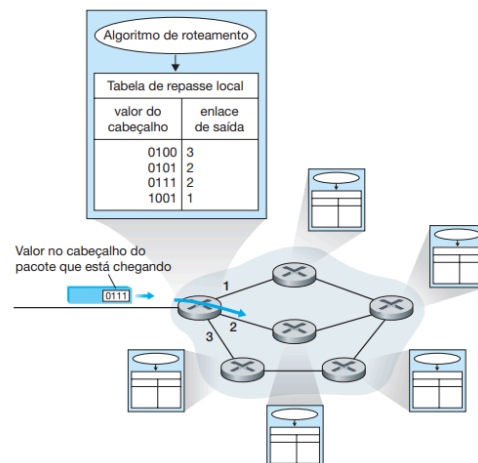 Algoritmo de roteamento
Tabela de repasse local
valor do enlace
cabeçalho de saída
0100 3
0101 2
0111 2
1001 1
Valor no cabeçalho do
pacote que está chegando
0111
1
2
3